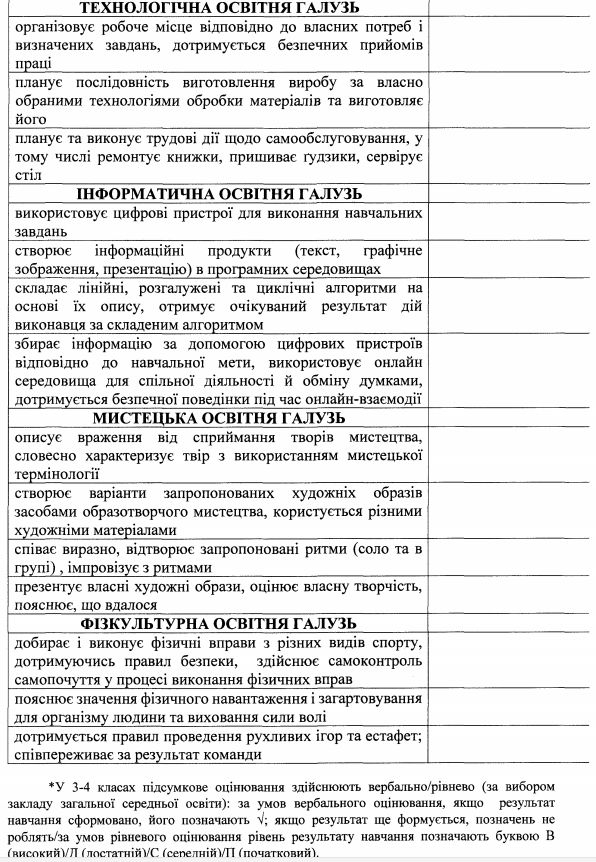 ТЕХНОЛОГІЧНА ОСВІТНЯ ГАЛУЗЬ
організовує робоче місце відповідно до власних потреб і
визначених завдань, дотримується безпечних прийомів
праці
планує послідовність виготовлення виробу за власно
обраними технологіями обробки матеріалів та виготовляє
його
планує та виконує трудові дії щодо самообслуговування, у
тому числі ремонтує книжки, пришиває ґудзики, сервірує
стіл
ІНФОРМАТИЧНА ОСВІТНЯ ГАЛУЗЬ
використовує цифрові пристрої для виконання навчальних
завдань
створює інформаційні продукти (текст, графічне
зображення, презентацію) в програмних середовищах
складає лінійні, розгалужені та циклічні алгоритми на
основі їх опису, отримує очікуваний результат дій
виконавця за складеним алгоритмом
збирає інформацію за допомогою цифрових пристроїв
відповідно до навчальної мети, використовує онлайн
середовища для спільної діяльності й обміну думками,
дотримується безпечної поведінки під час онлайн-взаємодії
МИСТЕЦЬКА ОСВІТНЯ ГАЛУЗЬ
описує враження від сприймання творів мистецтва,
словесно характеризує твір з використанням мистецької
термінології
створює варіанти запропонованих художніх образів
засобами образотворчого мистецтва, користується різними
художніми матеріалами
співає виразно, відтворює запропоновані ритми (соло та в
групі) , імпровізує з ритмами
презентує власні художні образи, оцінює власну творчість,
пояснює, що вдалося
ФІЗКУЛЬТУРНА ОСВІТНЯ ГАЛУЗЬ
добирає і виконує фізичні вправи з різних видів спорту,
дотримуючись правил безпеки, здійснює самоконтроль
самопочуття у процесі виконання фізичних вправ
пояснює значення фізичного навантаження і загартовування
для організму людини та виховання сили волі
дотримується правил проведення рухливих ігор та естафет;
співпереживає за результат команди
*У 3-4 класах підсумкове оцінювання здійснюють вербально/рівнево (за вибором
закладу загальної середньої освіти): за умов вербального оцінювання, якщо результат
навчання сформовано, його позначають √; якщо результат ще формується, позначень не
роблять/за умов рівневого оцінювання рівень результату навчання позначають буквою В
(високий)/Д (достатній)/С (середній)/П (початковий).